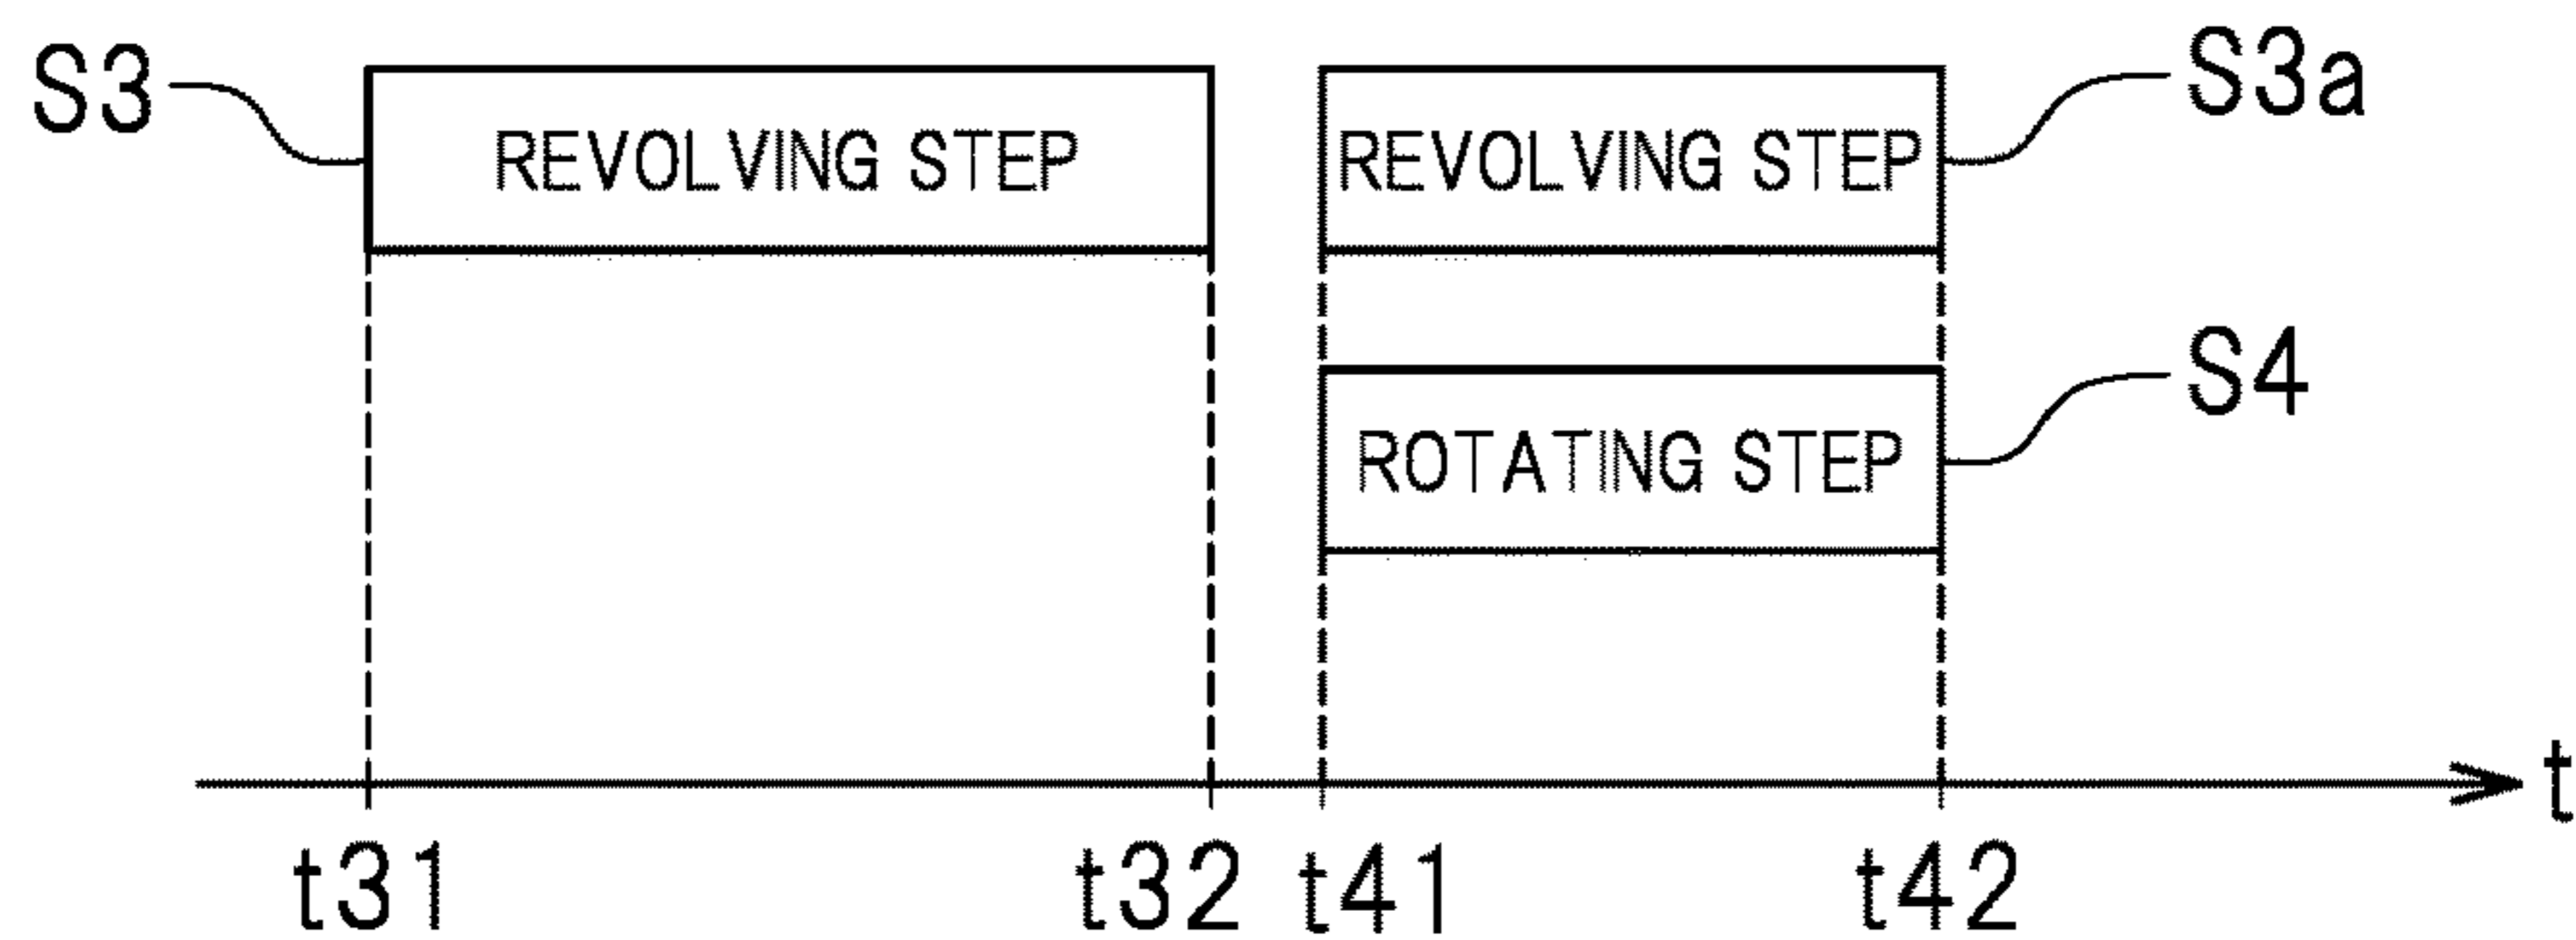 S3
REVOLVING STEP
REVOLVING STEP
S3a
ROTATING STEP
S4
t
t31
t32
t41
t42